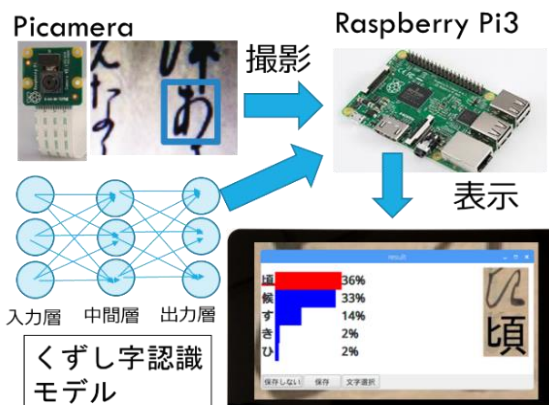 Picamera
Raspberry Pi3
撮影
表示
入力層 中間層 出力層
くずし字認識
モデル
頃 36%
候 33%
す 14%
き 2%
ひ 2%
頃
保存しない 保存 文字選択